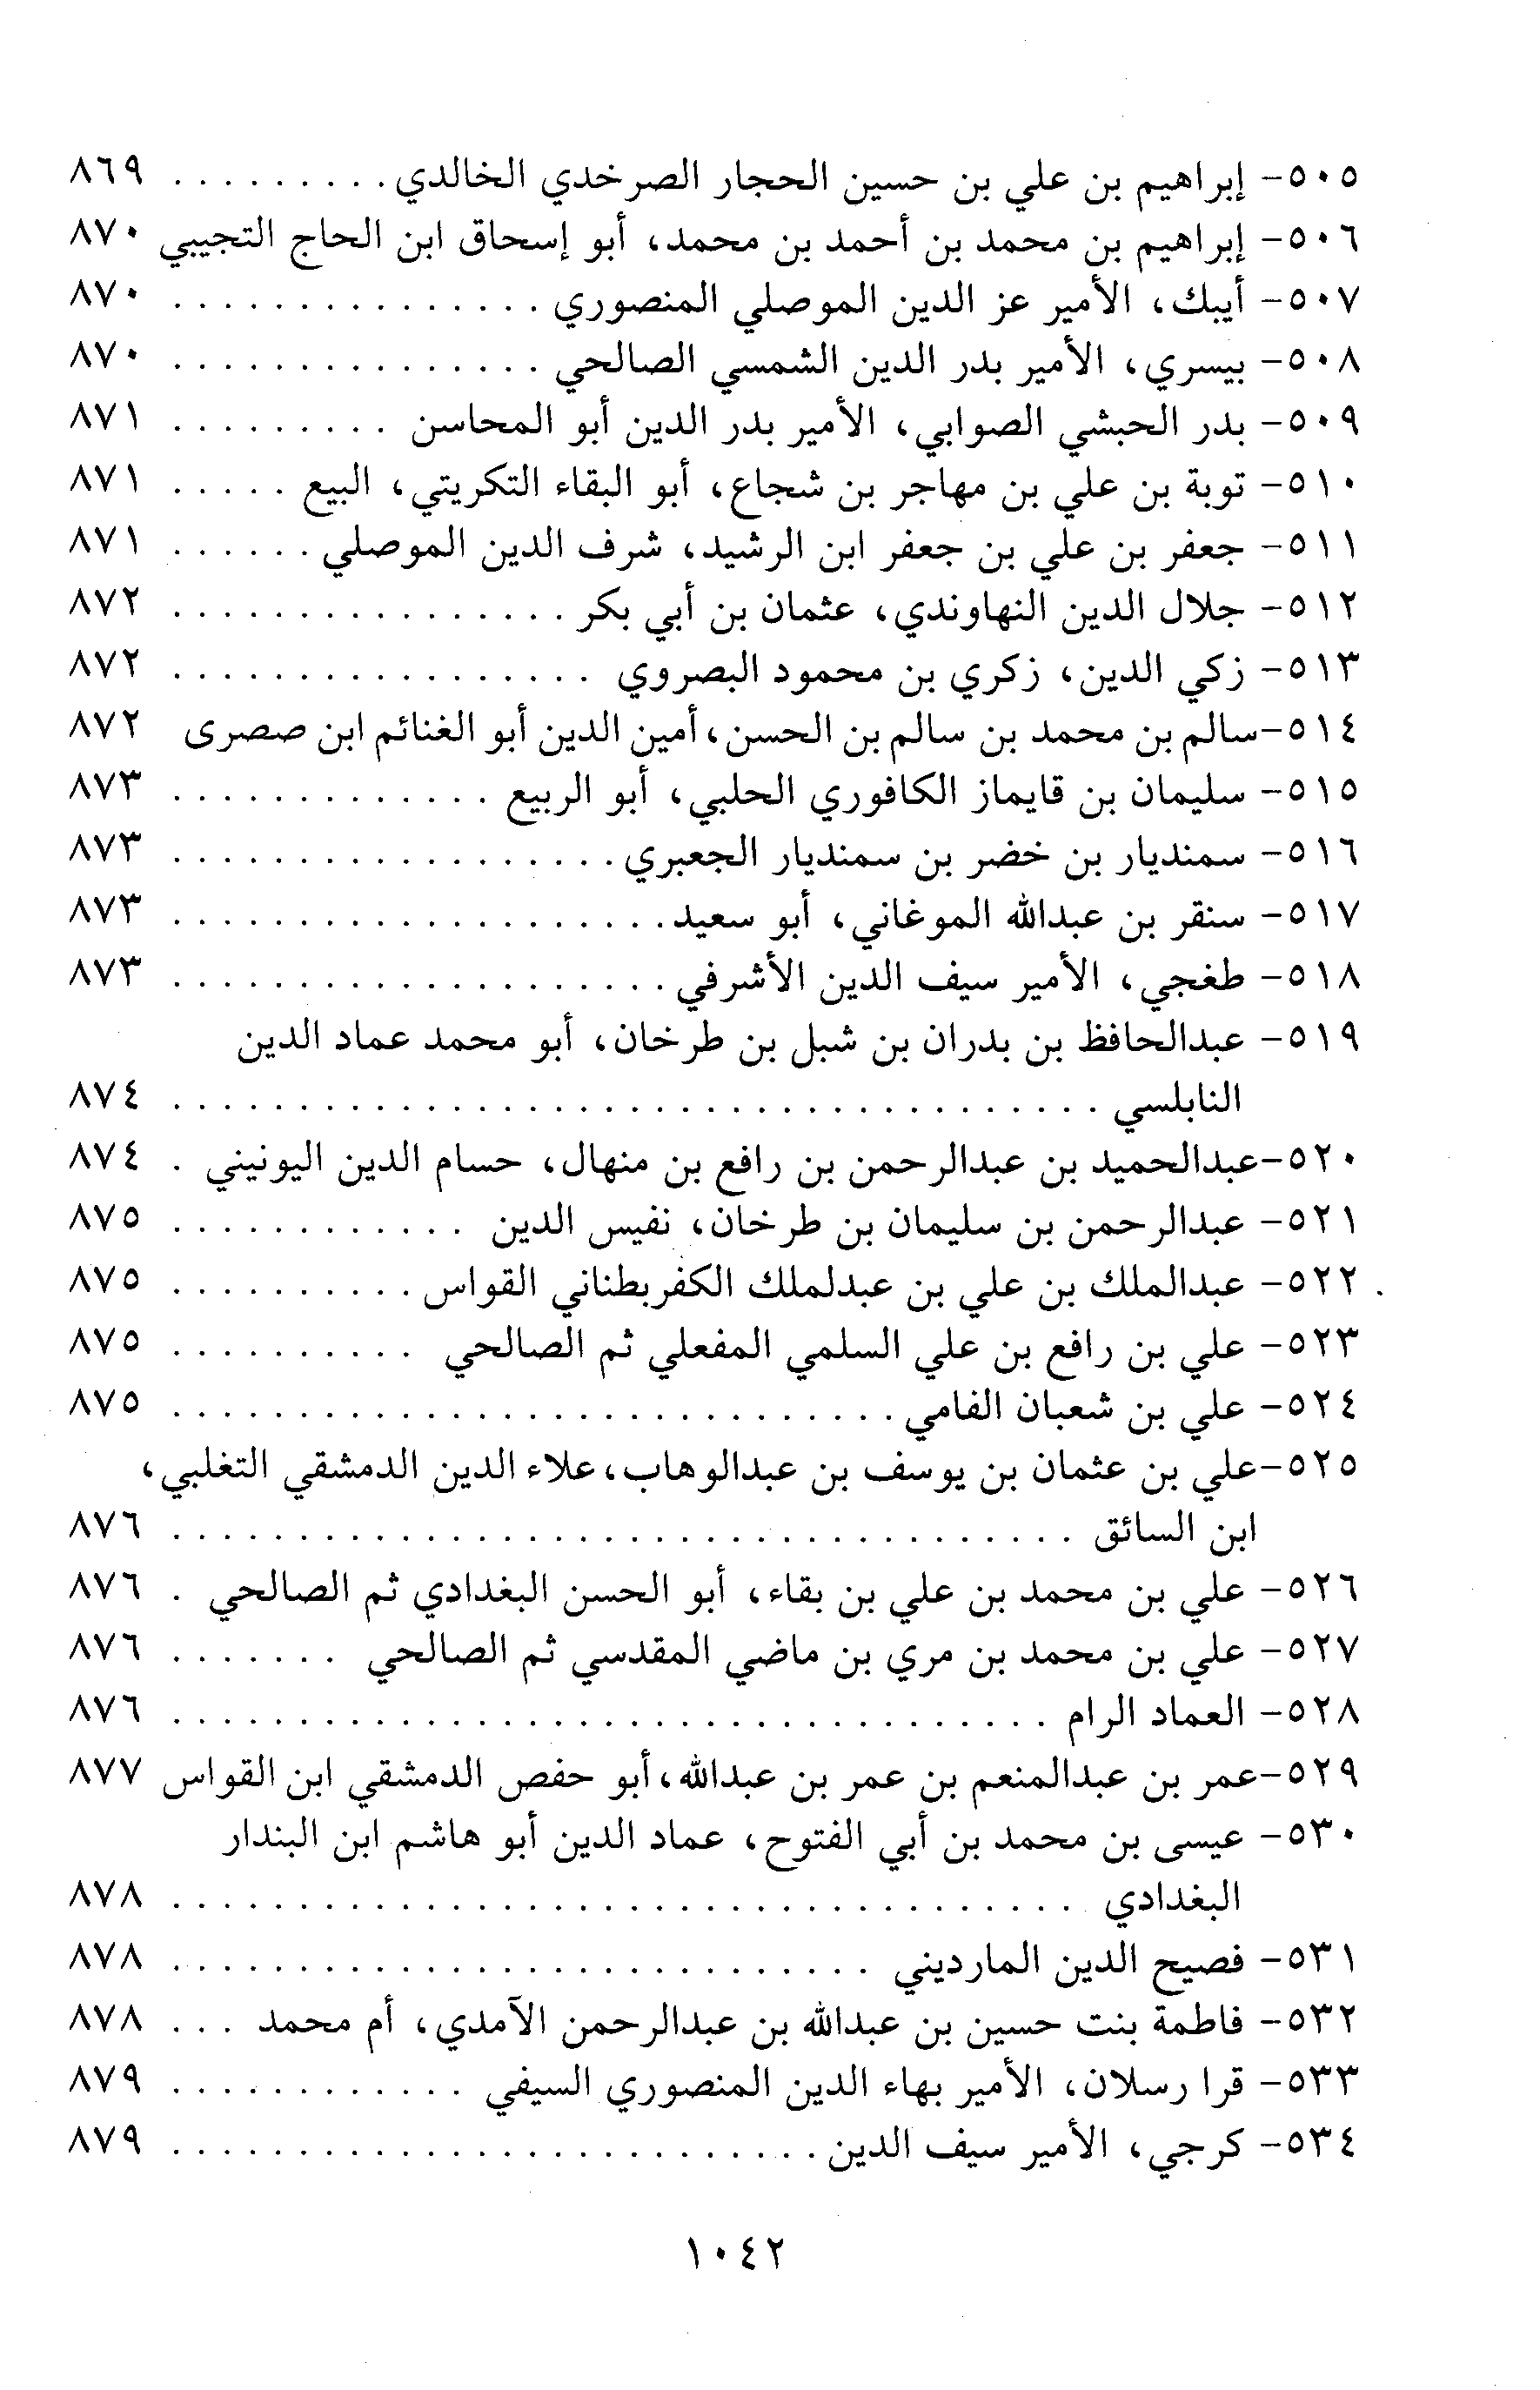 ٥٠٥- إبراهيم بن علي بن حسين الحجار الصرخدي الخالدي . . . . . . . . . ٨٦٩
٥٠٦- إبراهيم بن محمد بن أحمد بن محمد، أبو إسحاق ابن الحاج التجيبي ٨٧٠
٥٠٧- أيبك، الأمير عز الدين الموصلي المنصوري . . . . . . . . . . . . . . . ٨٧٠
٥٠٨- بيسري، الأمير بدر الدين الشمسي الصالحي . . . . . . . . . . . . . . . ٨٧٠
٥٠٩- بدر الحبشي الصوابي، الأمير بدر الدين أبو المحاسن . . . . . . . . . ٨٧١
٥١٠- توبة بن علي بن مهاجر بن شجاع، أبو البقاء التكريتي، البيع . . . . . ٨٧١
٥١١- جعفر بن علي بن جعفر ابن الرشيد، شرف الدين الموصلي . . . . . . ٨٧١
٥١٢- جلال الدين النهاوندي، عثمان بن أبي بكر . . . . . . . . . . . . . . . . ٨٧٢
٥١٣- زكي الدين، زكري بن محمود البصروي . . . . . . . . . . . . . . . . . ٨٧٢
٥١٤-سالم بن محمد بن سالم بن الحسن،أمين الدين أبو الغنائم ابن صصرى ٨٧٢
٥١٥- سليمان بن قايماز الكافوري الحلبي، أبو الربيع . . . . . . . . . . . . . ٨٧٣
٥١٦- سمنديار بن خضر بن سمنديار الجعبري . . . . . . . . . . . . . . . . . . ٨٧٣
٥١٧- سنقر بن عبدالله الموغاني، أبو سعيد . . . . . . . . . . . . . . . . . . . . ٨٧٣
٥١٨- طغجي، الأمير سيف الدين الأشرفي . . . . . . . . . . . . . . . . . . . . ٨٧٣
٥١٩- عبدالحافظ بن بدران بن شبل بن طرخان، أبو محمد عماد الدين
النابلسي . . . . . . . . . . . . . . . . . . . . . . . . . . . . . . . . . . . . . ٨٧٤
٥٢٠-عبدالحميد بن عبدالرحمن بن رافع بن منهال، حسام الدين اليونيني . ٨٧٤
٥٢١- عبدالرحمن بن سليمان بن طرخان، نفيس الدين . . . . . . . . . . . . ٨٧٥
٥٢٢- عبدالملك بن علي بن عبدلملك الكفربطناني القواس . . . . . . . . . . ٨٧٥
٥٢٣- علي بن رافع بن علي السلمي المفعلي ثم الصالحي . . . . . . . . . . ٨٧٥
٥٢٤- علي بن شعبان الفامي . . . . . . . . . . . . . . . . . . . . . . . . . . . . . ٨٧٥
٥٢٥-علي بن عثمان بن يوسف بن عبدالوهاب،علاء الدين الدمشقي التغلبي،
ابن السائق . . . . . . . . . . . . . . . . . . . . . . . . . . . . . . . . . . . . ٨٧٦
٥٢٦- علي بن محمد بن علي بن بقاء، أبو الحسن البغدادي ثم الصالحي . ٨٧٦
٥٢٧- علي بن محمد بن مري بن ماضي المقدسي ثم الصالحي . . . . . . . ٨٧٦
٥٢٨- العماد الرام . . . . . . . . . . . . . . . . . . . . . . . . . . . . . . . . . . . ٨٧٦
٥٢٩-عمر بن عبدالمنعم بن عمر بن عبدالله،أبو حفص الدمشقي ابن القواس ٨٧٧
٥٣٠- عيسى بن محمد بن أبي الفتوح، عماد الدين أبو هاشم ابن البندار
البغدادي . . . . . . . . . . . . . . . . . . . . . . . . . . . . . . . . . . . . ٨٧٨
٥٣١- فصيح الدين المارديني . . . . . . . . . . . . . . . . . . . . . . . . . . . . ٨٧٨
٥٣٢- فاطمة بنت حسين بن عبدالله بن عبدالرحمن الآمدي، أم محمد . . . ٨٧٨
٥٣٣- قرا رسلان، الأمير بهاء الدين المنصوري السيفي . . . . . . . . . . . . ٨٧٩
٥٣٤- كرجي، الأمير سيف الدين . . . . . . . . . . . . . . . . . . . . . . . . . . ٨٧٩
١٠٤٢